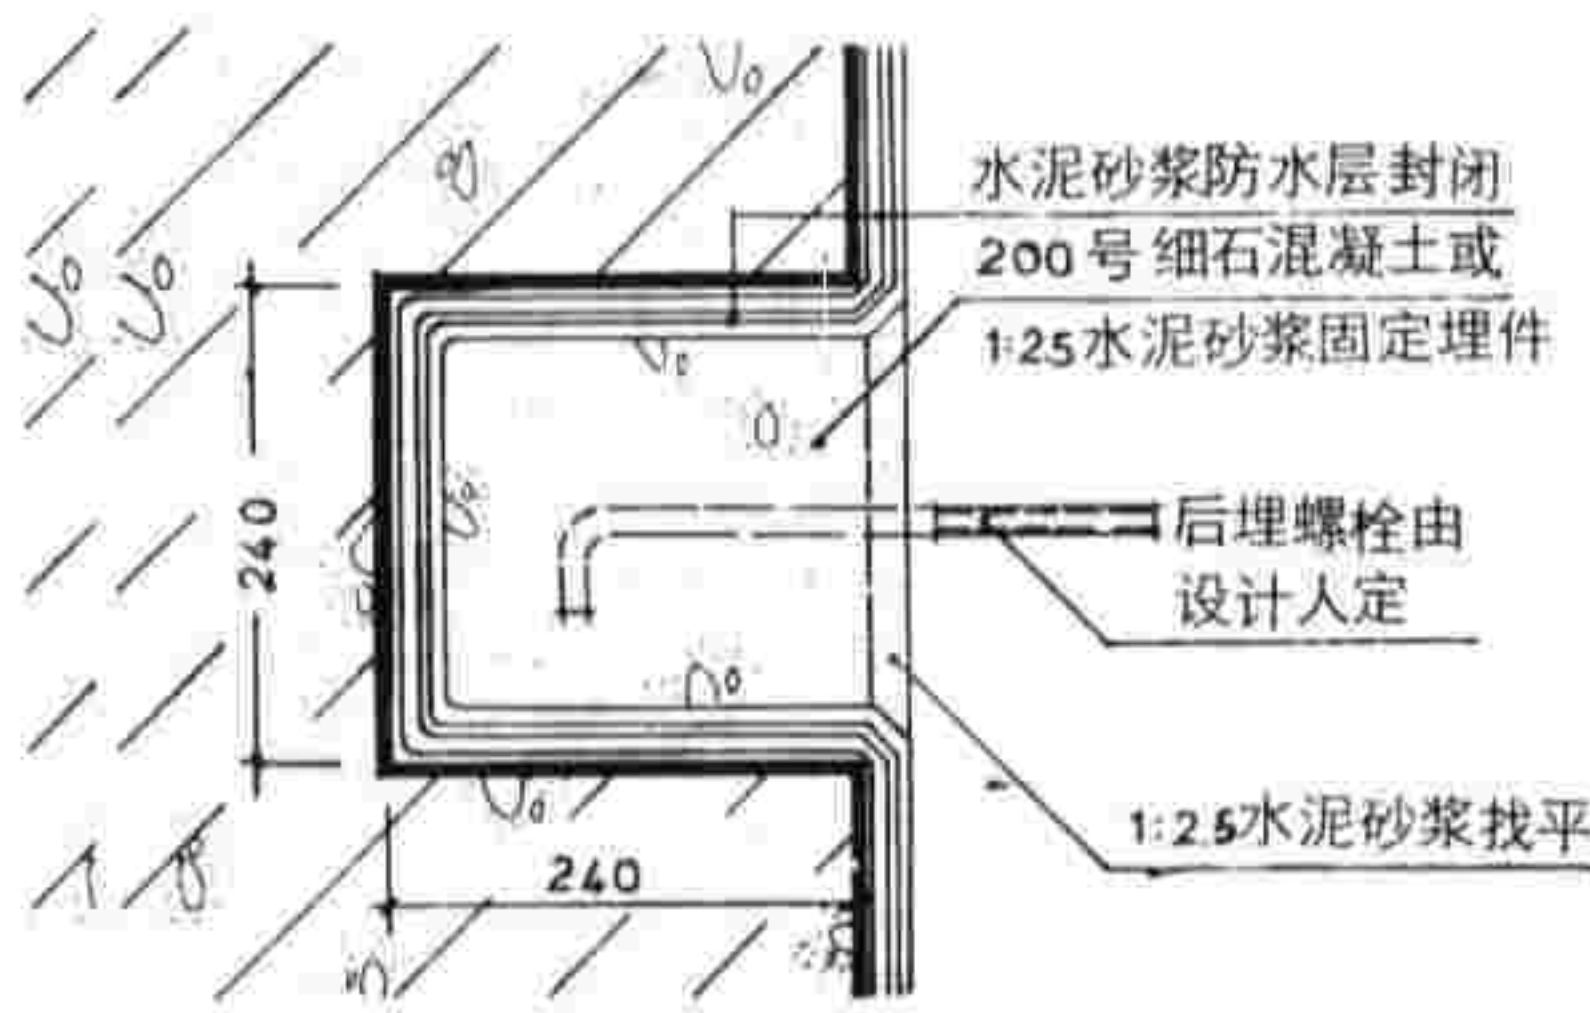 水泥砂浆防水层封闭
200号细石混凝土或
1:25水泥砂浆固定埋件
240
后埋螺栓由
设计人定
1:2.5水泥砂浆找平
240